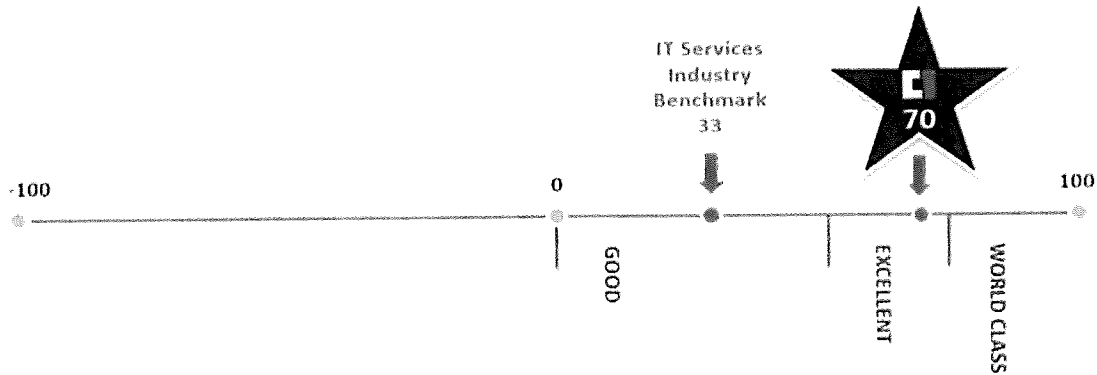 IT Services
Industry
Benchmark
33
70
-100
0
100
GOOD
EXCELLENT
WORLD CLASS